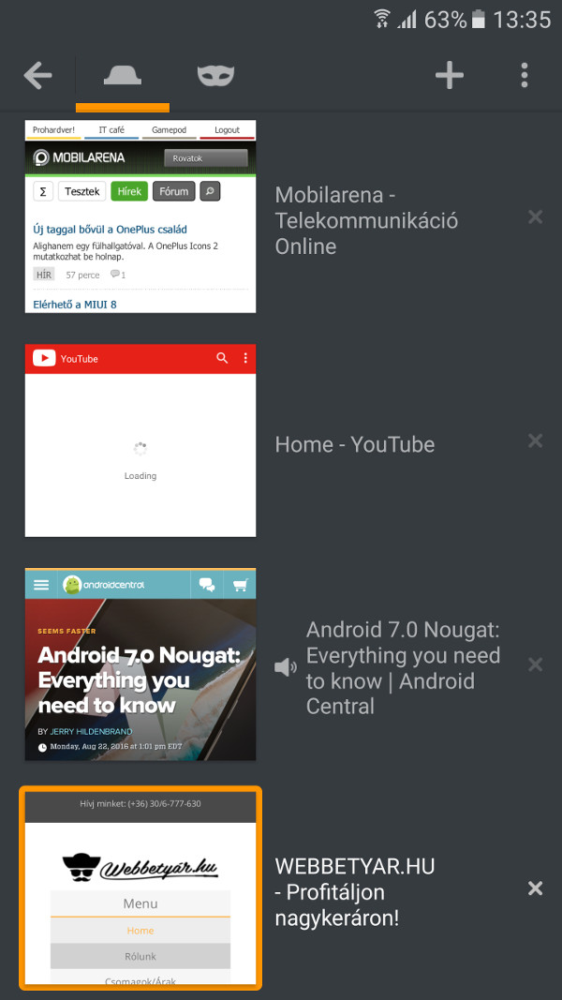 63% 13:35
Prohardver! IT café Gamepod Logout
MOBILARENA Rovatok
Σ Tesztek Hírek Fórum
Új taggal bővül a OnePlus család
Alighanem egy fülhallgatóval. A OnePlus Icons 2
mutatkozhat be holnap.
HÍR 57 perce 1
Elérhető a MIUI 8
Mobilarena -
Telekommunikáció
Online
YouTube
Loading
Home - YouTube
androidcentral
SEEMS FASTER
Android 7.0 Nougat:
Everything you
need to know
BY JERRY HILDENBRAND
Monday, Aug 22, 2016 at 1:01 pm EDT
Android 7.0 Nougat:
Everything you need
to know | Android
Central
Hívj minket: (+36) 30/6-777-630
Webbetyár.hu
Menu
Home
Rólunk
Csomagok/Árak
WEBBETYAR.HU
- Profitáljon
nagykeráron!